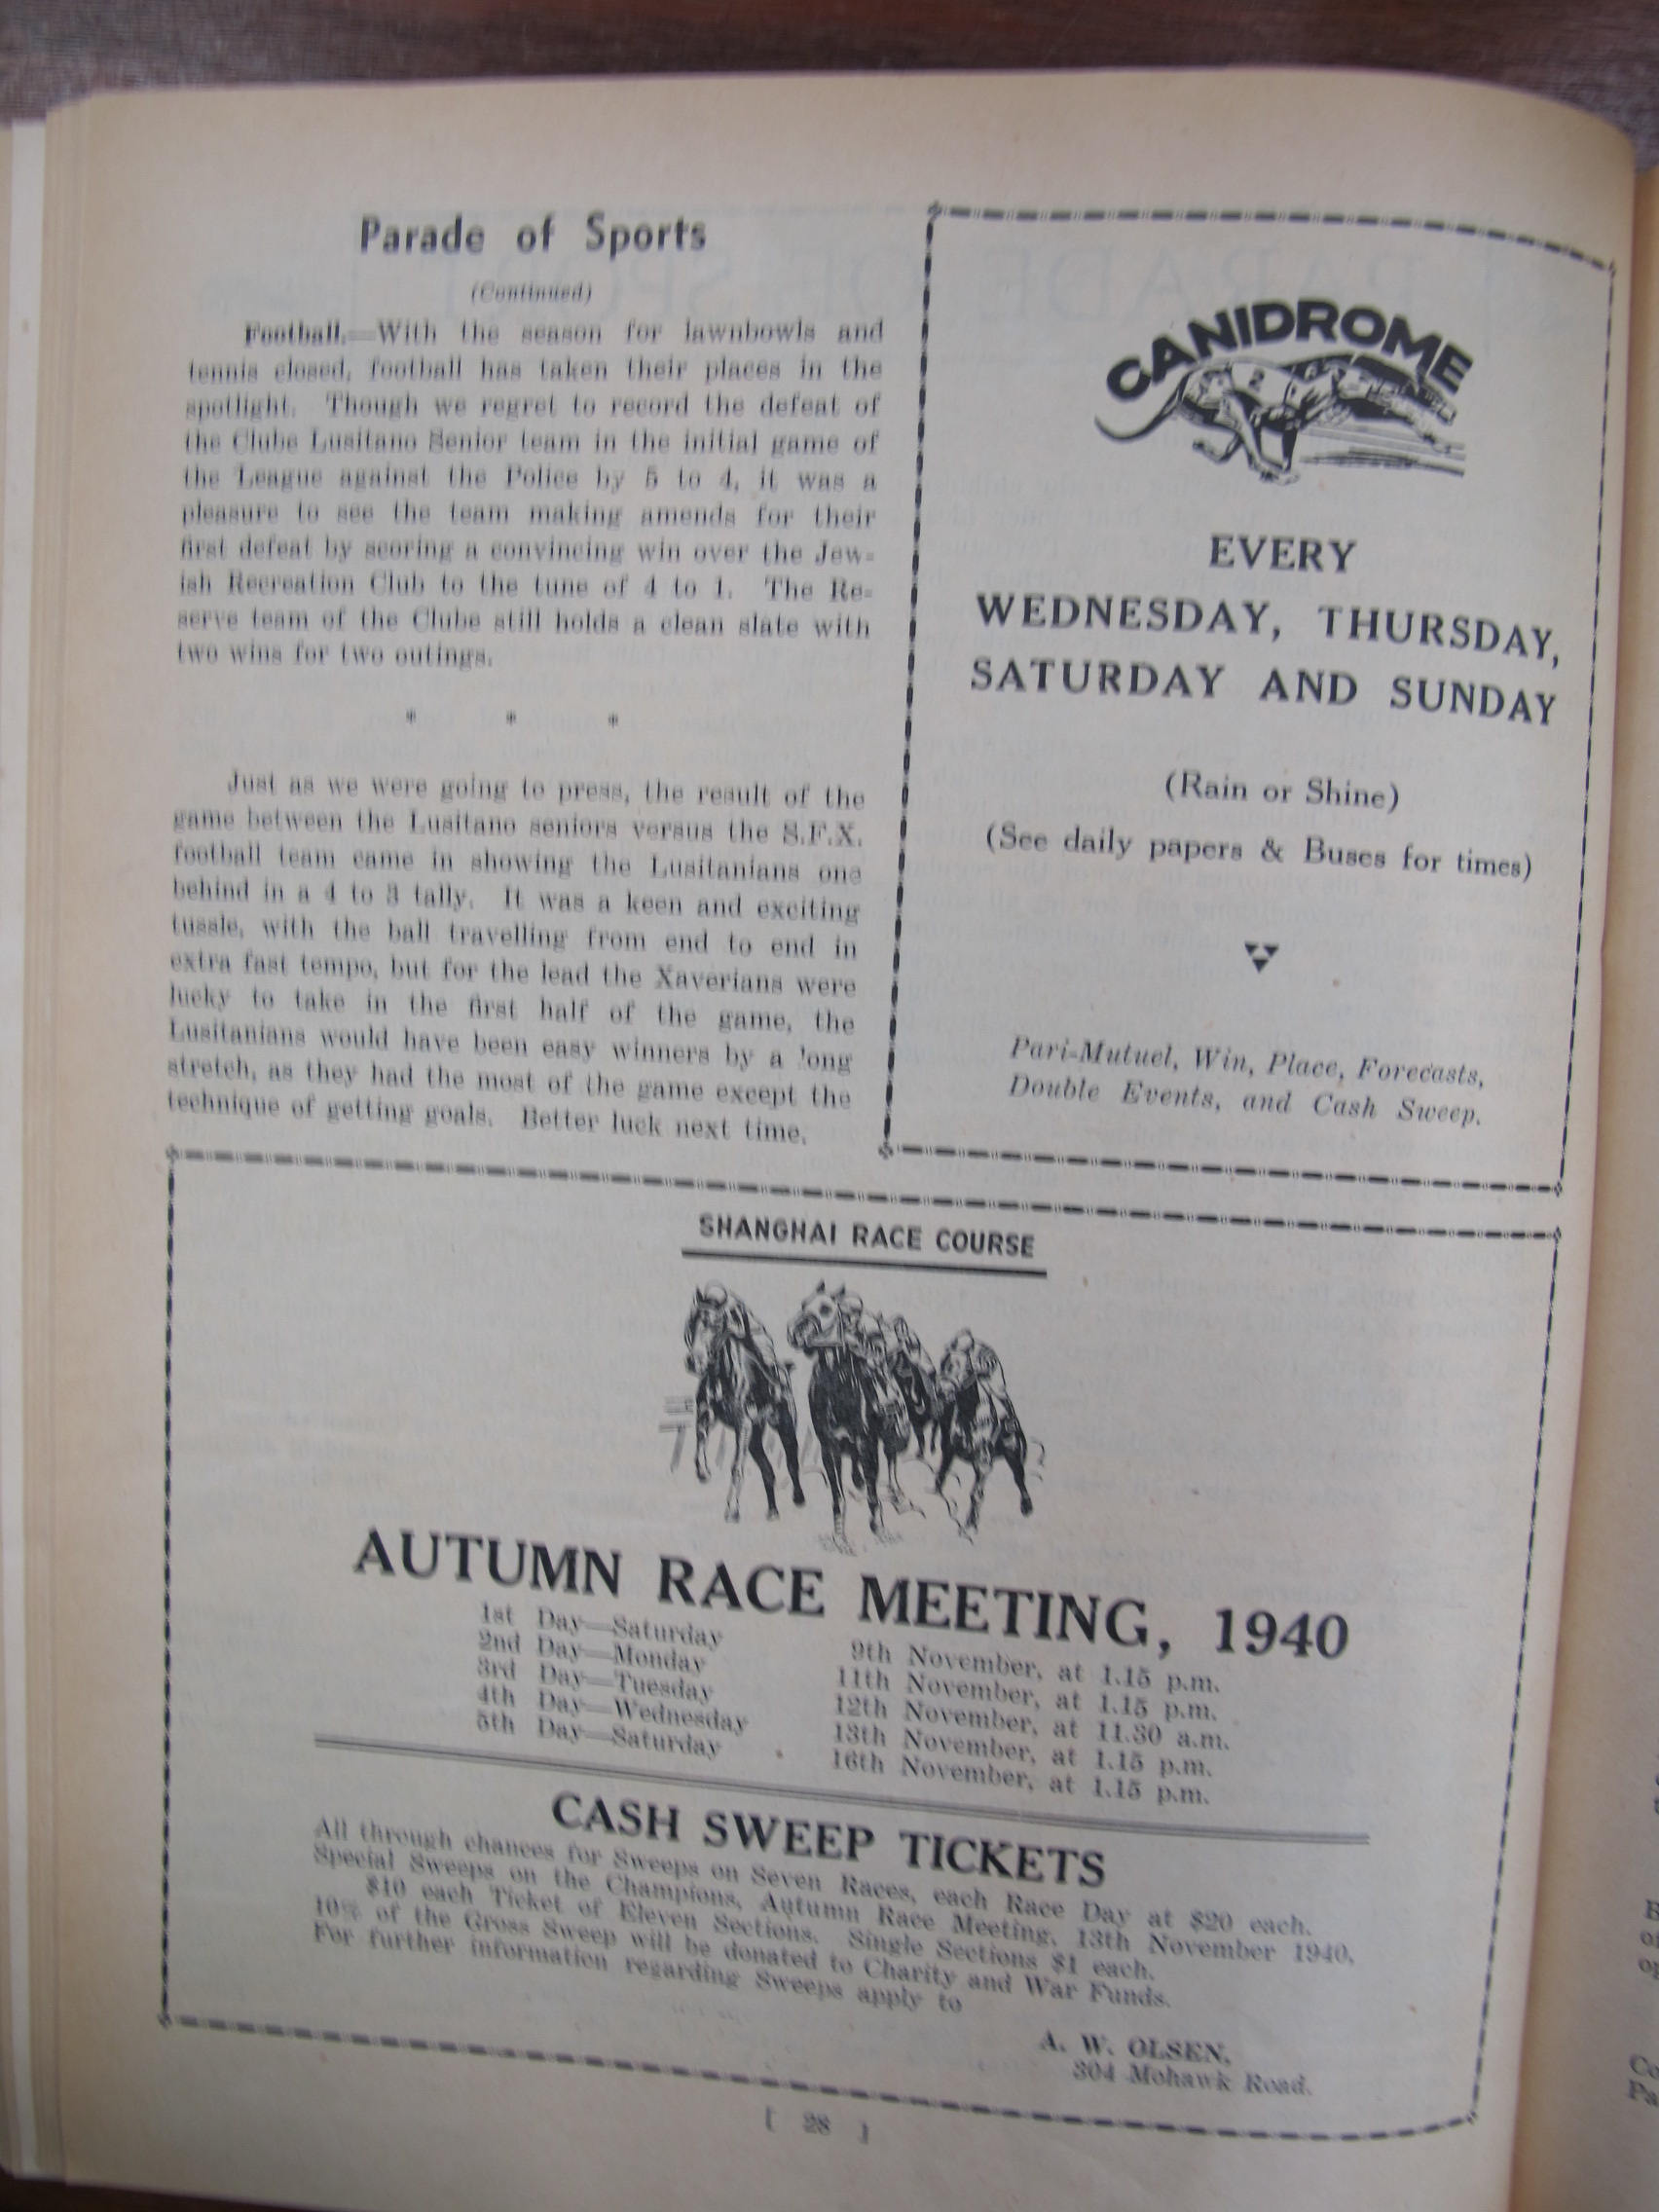 Parade of Sports
(Continued)
Football.—With the season for lawnbowls and
tennis closed, football has taken their places in the
spotlight. Though we regret to record the defeat of
the Clube Lusitano Senior team in the initial game of
the League against the Police by 5 to 4, it was a
pleasure to see the team making amends for their
first defeat by scoring a convincing win over the Jew-
ish Recreation Club to the tune of 4 to 1. The Re-
serve team of the Clube still holds a clean slate with
two wins for two outings.
* * *
Just as we were going to press, the result of the
game between the Lusitano seniors versus the S.F.X.
football team came in showing the Lusitanians one
behind in a 4 to 3 tally. It was a keen and exciting
tussle, with the ball travelling from end to end in
extra fast tempo, but for the lead the Xaverians were
lucky to take in the first half of the game, the
Lusitanians would have been easy winners by a long
stretch, as they had the most of the game except the
technique of getting goals. Better luck next time.
CANIDROME
EVERY
WEDNESDAY, THURSDAY,
SATURDAY AND SUNDAY
(Rain or Shine)
(See daily papers & Buses for times)
Pari-Mutuel, Win, Place, Forecasts,
Double Events, and Cash Sweep.
SHANGHAI RACE COURSE
AUTUMN RACE MEETING, 1940
1st Day—Saturday 9th November, at 1.15 p.m.
2nd Day—Monday 11th November, at 1.15 p.m.
3rd Day—Tuesday 12th November, at 11.30 a.m.
4th Day—Wednesday 13th November, at 1.15 p.m.
5th Day—Saturday 16th November, at 1.15 p.m.
CASH SWEEP TICKETS
All through chances for Sweeps on Seven Races, each Race Day at $20 each.
Special Sweeps on the Champions, Autumn Race Meeting, 13th November 1940,
$10 each Ticket of Eleven Sections. Single Sections $1 each.
10% of the Gross Sweep will be donated to Charity and War Funds.
For further information regarding Sweeps apply to
A. W. OLSEN,
304 Mohawk Road.
[ 28 ]